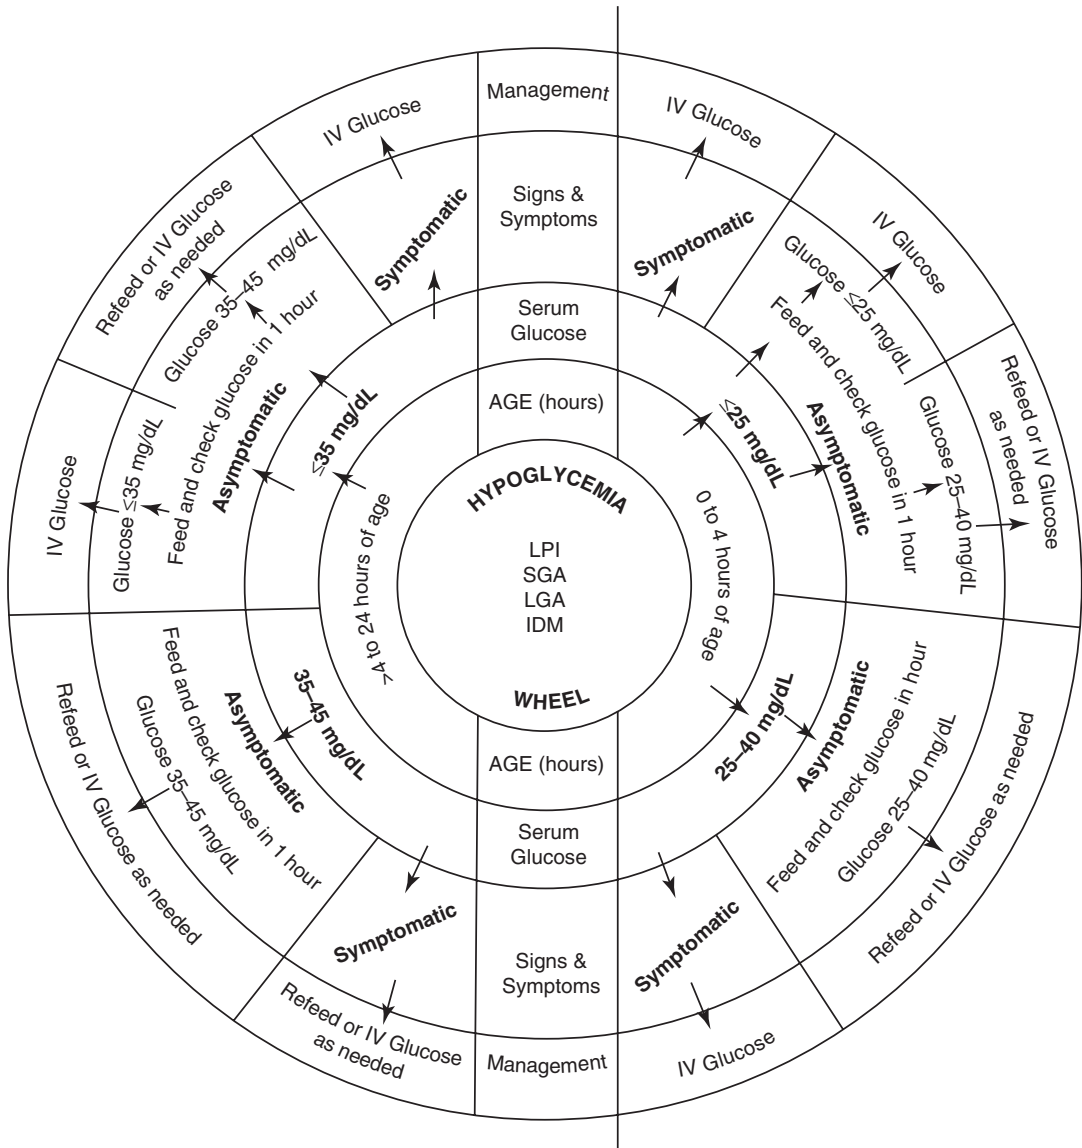 Management
Signs &
Symptoms
Serum
Glucose
AGE (hours)
HYPOGLYCEMIA
LPI
SGA
LGA
IDM
WHEEL
AGE (hours)
Serum
Glucose
Signs &
Symptoms
Management
0 to 4 hours of age
≤25 mg/dL
Symptomatic
IV Glucose
Asymptomatic
Feed and check glucose in 1 hour
Glucose ≤25 mg/dL
IV Glucose
Glucose 25–40 mg/dL
Refeed or IV Glucose
as needed
25–40 mg/dL
Asymptomatic
Feed and check glucose in hour
Glucose 25–40 mg/dL
Refeed or IV Glucose as needed
Symptomatic
IV Glucose
>4 to 24 hours of age
35–45 mg/dL
Symptomatic
Refeed or IV Glucose
as needed
Asymptomatic
Feed and check glucose in 1 hour
Glucose 35–45 mg/dL
Refeed or IV Glucose as needed
≤35 mg/dL
Asymptomatic
Feed and check glucose in 1 hour
Glucose ≤35 mg/dL
IV Glucose
Glucose 35–45 mg/dL
Refeed or IV Glucose
as needed
Symptomatic
IV Glucose